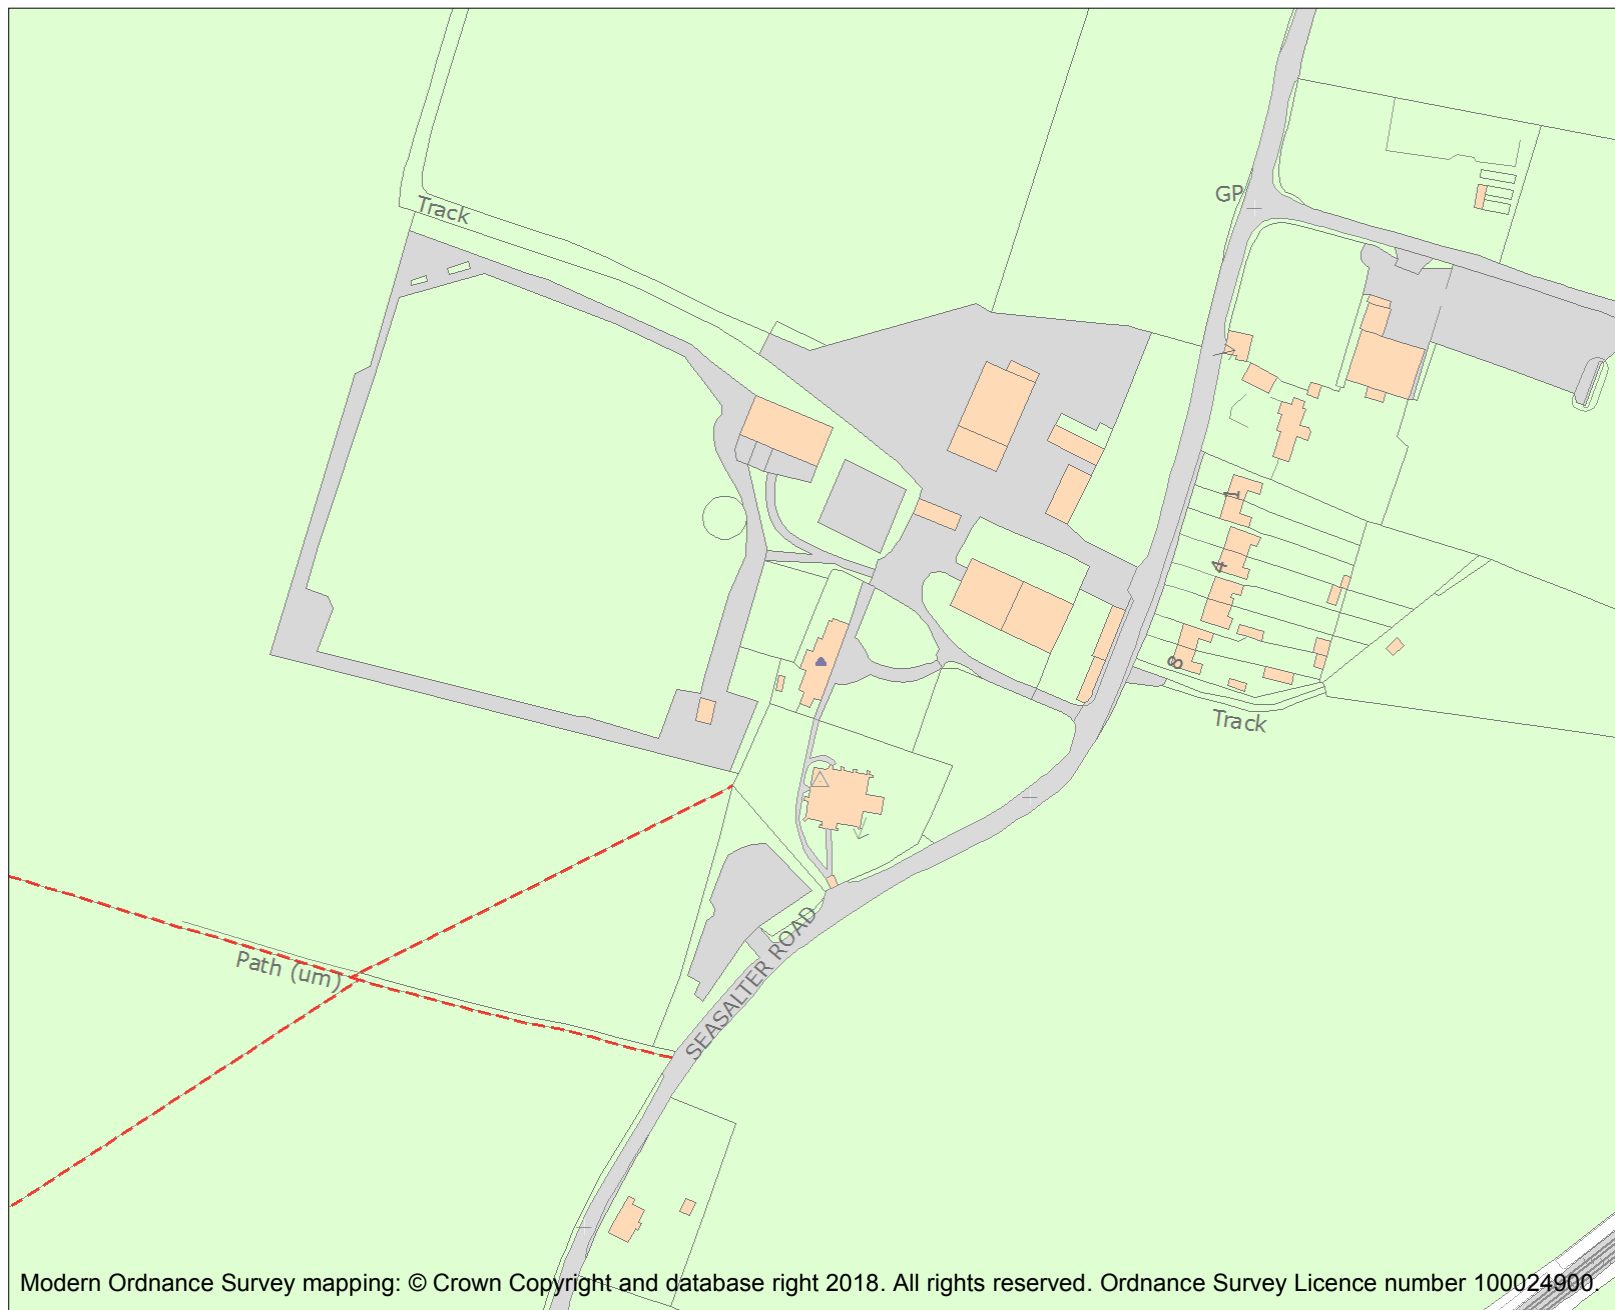 GP
Track
1
4
8
Track
SEASALTER ROAD
Path (um)
Modern Ordnance Survey mapping: © Crown Copyright and database right 2018. All rights reserved. Ordnance Survey Licence number 100024900.